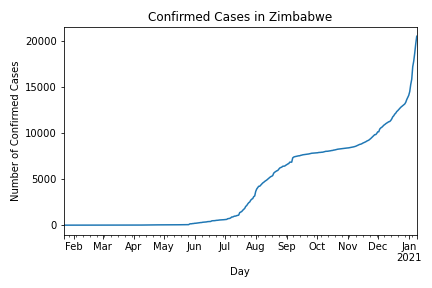 Confirmed Cases in Zimbabwe
20000
15000
10000
5000
0
Number of Confirmed Cases
Feb Mar Apr May Jun Jul Aug Sep Oct Nov Dec Jan
2021
Day